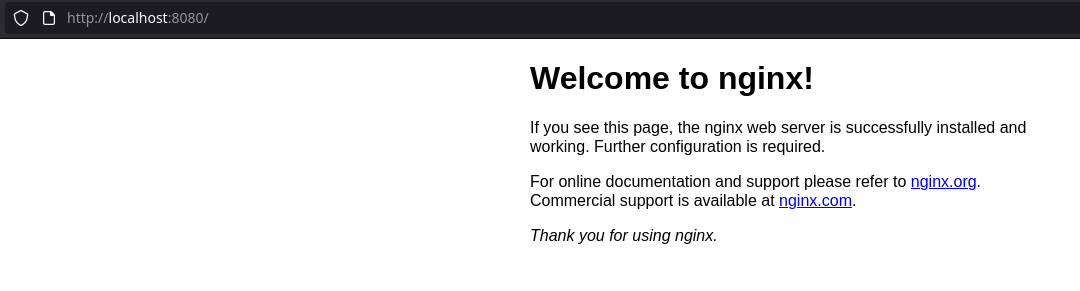 http://localhost:8080/
Welcome to nginx!
If you see this page, the nginx web server is successfully installed and
working. Further configuration is required.
For online documentation and support please refer to nginx.org.
Commercial support is available at nginx.com.
Thank you for using nginx.